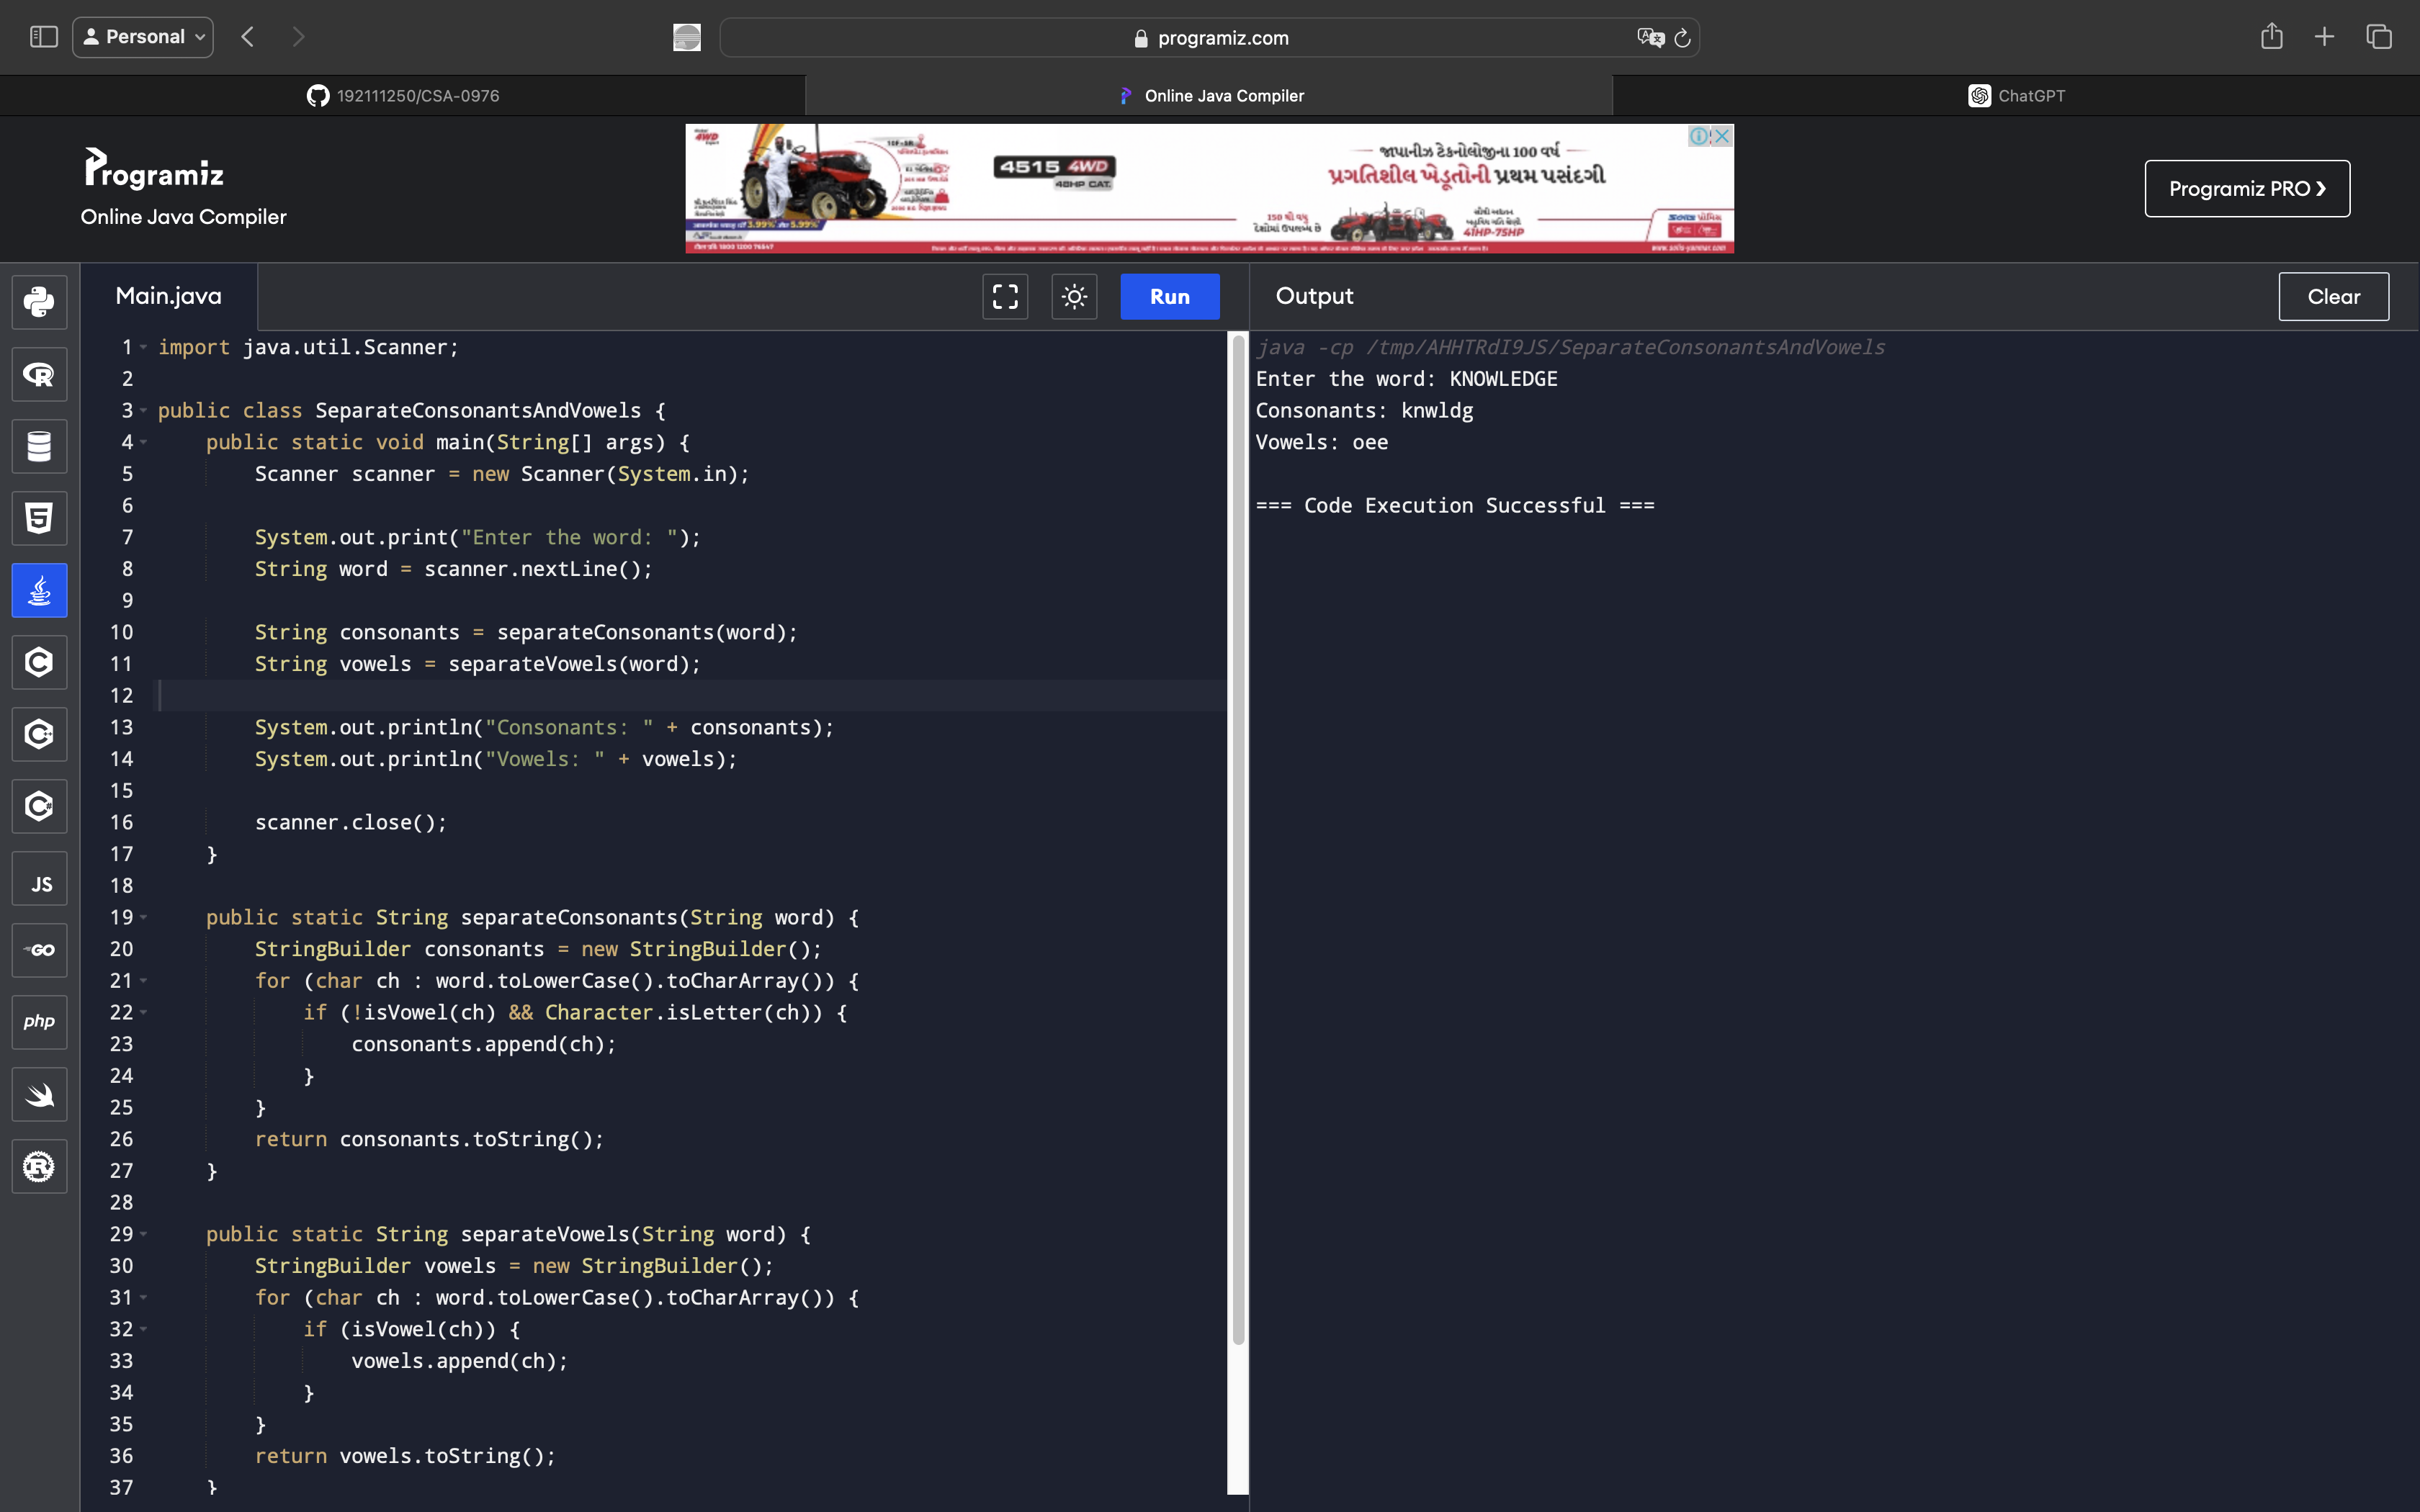 Personal
programiz.com
192111250/CSA-0976
Online Java Compiler
ChatGPT
Programiz
Online Java Compiler
4515 4WD
48HP CAT.
જાપાનીઝ ટેકનોલોજીના 100 વર્ષ
પ્રગતિશીલ ખેડૂતોની પ્રથમ પસંદગી
3.99% 5.99%
150 થી વધુ
દેશોમાં ઉપલબ્ધ છે
41HP-75HP
Programiz PRO ❯
Main.java
Run
Output
Clear
1 import java.util.Scanner;
2
3 public class SeparateConsonantsAndVowels {
4 public static void main(String[] args) {
5 Scanner scanner = new Scanner(System.in);
6
7 System.out.print("Enter the word: ");
8 String word = scanner.nextLine();
9
10 String consonants = separateConsonants(word);
11 String vowels = separateVowels(word);
12
13 System.out.println("Consonants: " + consonants);
14 System.out.println("Vowels: " + vowels);
15
16 scanner.close();
17 }
18
19 public static String separateConsonants(String word) {
20 StringBuilder consonants = new StringBuilder();
21 for (char ch : word.toLowerCase().toCharArray()) {
22 if (!isVowel(ch) && Character.isLetter(ch)) {
23 consonants.append(ch);
24 }
25 }
26 return consonants.toString();
27 }
28
29 public static String separateVowels(String word) {
30 StringBuilder vowels = new StringBuilder();
31 for (char ch : word.toLowerCase().toCharArray()) {
32 if (isVowel(ch)) {
33 vowels.append(ch);
34 }
35 }
36 return vowels.toString();
37 }
java -cp /tmp/AHHTRdI9JS/SeparateConsonantsAndVowels
Enter the word: KNOWLEDGE
Consonants: knwldg
Vowels: oee
=== Code Execution Successful ===
JS
GO
php